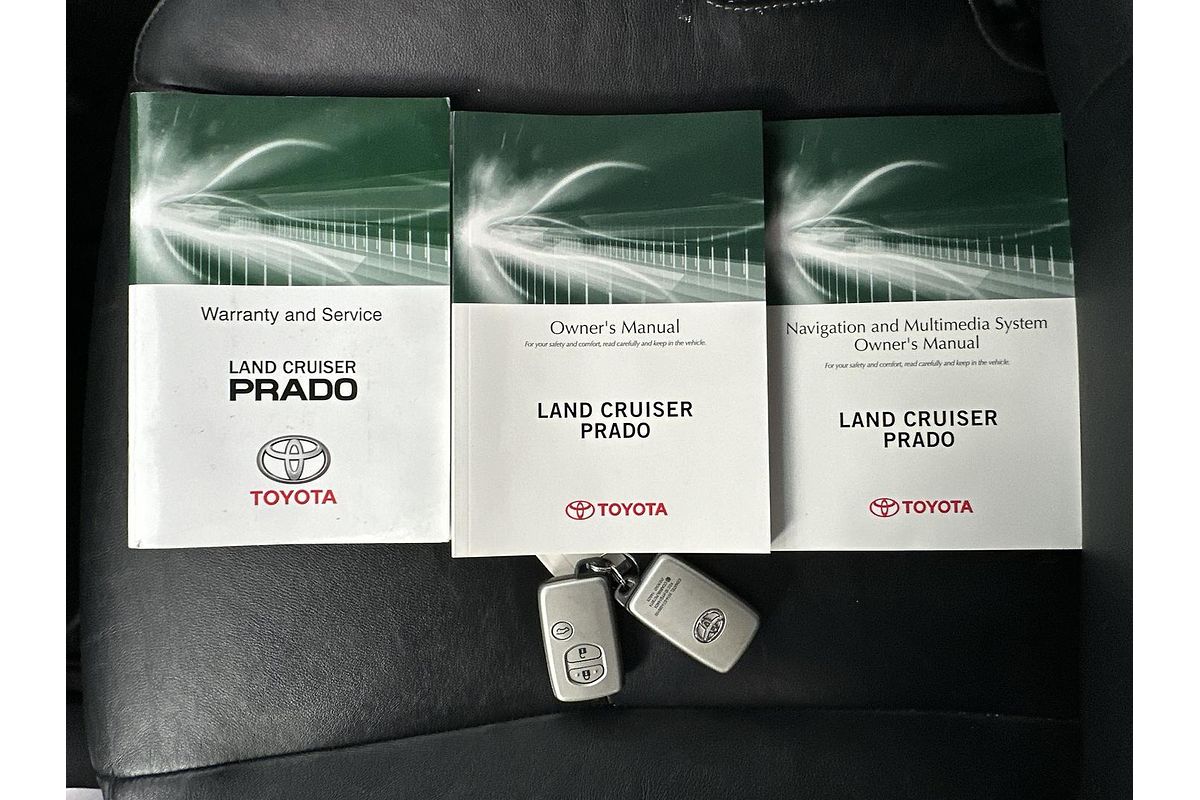 Warranty and Service
LAND CRUISER
PRADO
TOYOTA
Owner's Manual
For your safety and comfort, read carefully and keep in the vehicle.
LAND CRUISER
PRADO
TOYOTA
Navigation and Multimedia System
Owner's Manual
For your safety and comfort, read carefully and keep in the vehicle.
LAND CRUISER
PRADO
TOYOTA